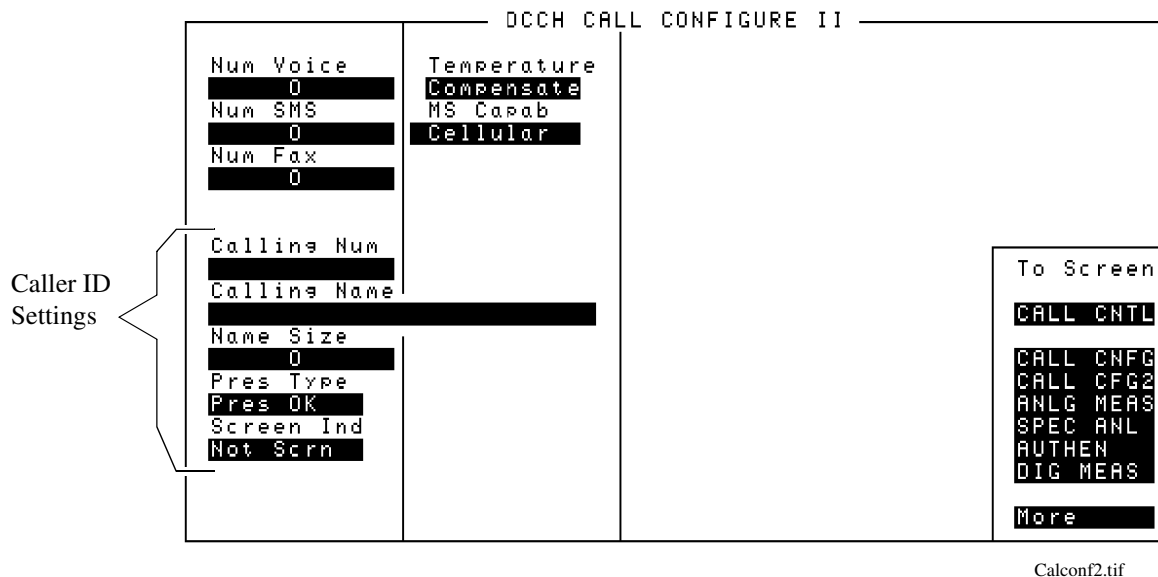 DCCH CALL CONFIGURE II
Num Voice
0
Num SMS
0
Num Fax
0
Temperature
Compensate
MS Capab
Cellular
Caller ID
Settings
Calling Num
Calling Name
Name Size
0
Pres Type
Pres OK
Screen Ind
Not Scrn
To Screen
CALL CNTL
CALL CNFG
CALL CFG2
ANLG MEAS
SPEC ANL
AUTHEN
DIG MEAS
More
Calconf2.tif